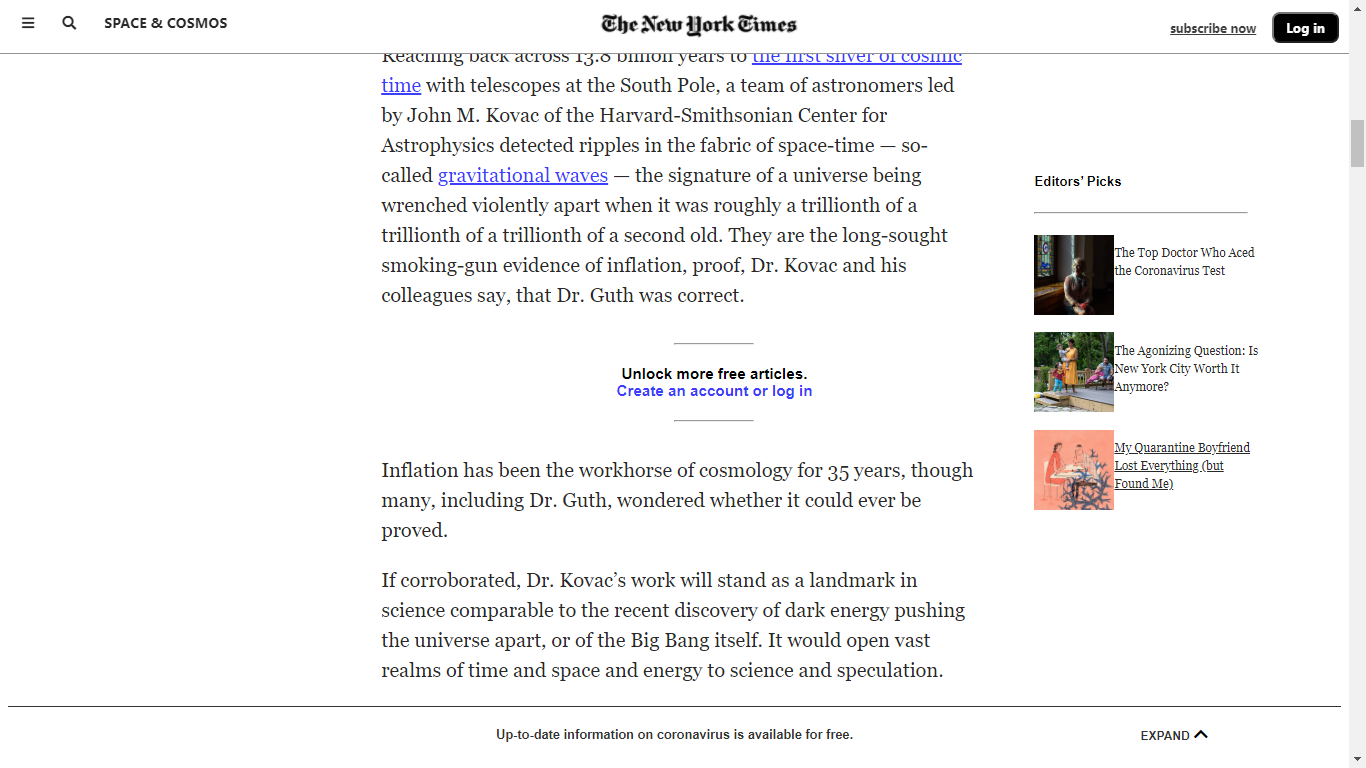 SPACE & COSMOS
The New York Times
subscribe now
Log in
Reaching back across 13.8 billion years to the first sliver of cosmic
time with telescopes at the South Pole, a team of astronomers led
by John M. Kovac of the Harvard-Smithsonian Center for
Astrophysics detected ripples in the fabric of space-time — so-
called gravitational waves — the signature of a universe being
wrenched violently apart when it was roughly a trillionth of a
trillionth of a trillionth of a second old. They are the long-sought
smoking-gun evidence of inflation, proof, Dr. Kovac and his
colleagues say, that Dr. Guth was correct.
Unlock more free articles.
Create an account or log in
Inflation has been the workhorse of cosmology for 35 years, though
many, including Dr. Guth, wondered whether it could ever be
proved.
If corroborated, Dr. Kovac’s work will stand as a landmark in
science comparable to the recent discovery of dark energy pushing
the universe apart, or of the Big Bang itself. It would open vast
realms of time and space and energy to science and speculation.
Editors’ Picks
The Top Doctor Who Aced
the Coronavirus Test
The Agonizing Question: Is
New York City Worth It
Anymore?
My Quarantine Boyfriend
Lost Everything (but
Found Me)
Up-to-date information on coronavirus is available for free.
EXPAND